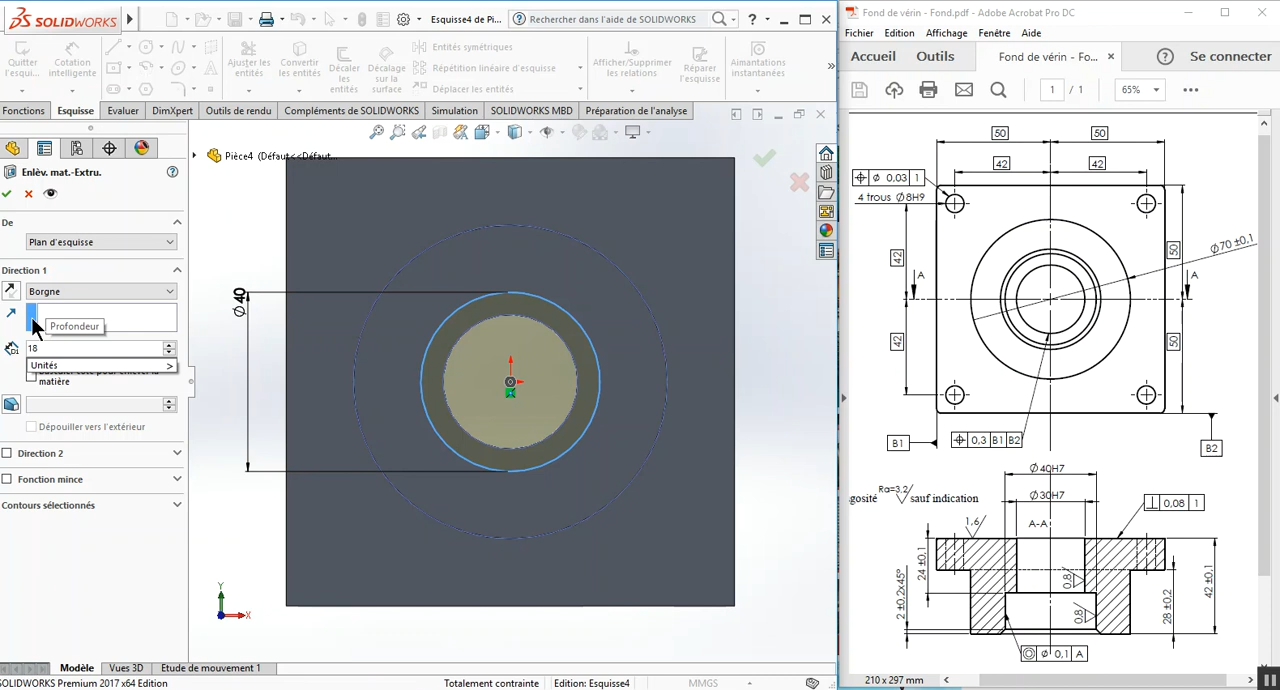 SOLIDWORKS
Esquisse4 de Pi...
Rechercher dans l'aide de SOLIDWORKS
Quitter l'esqui...
Cotation intelligente
Ajuster les entités
Convertir les entités
Décaler les entités
Décalage sur la surface
Entités symétriques
Répétition linéaire d'esquisse
Déplacer les entités
Afficher/Supprimer les relations
Réparer l'esquisse
Aimantations instantanées
Fonctions
Esquisse
Evaluer
DimXpert
Outils de rendu
Compléments de SOLIDWORKS
Simulation
SOLIDWORKS MBD
Préparation de l'analyse
Pièce4 (Défaut<<Défaut...
Enlèv. mat.-Extru.
De
Plan d'esquisse
Direction 1
Borgne
Profondeur
18
Unités >
matière
Dépouiller vers l'extérieur
Direction 2
Fonction mince
Contours sélectionnés
Ø40
Y
X
Modèle
Vues 3D
Etude de mouvement 1
SOLIDWORKS Premium 2017 x64 Edition
Totalement contrainte
Edition: Esquisse4
MMGS
Fond de vérin - Fond.pdf - Adobe Acrobat Pro DC
Fichier Edition Affichage Fenêtre Aide
Accueil
Outils
Fond de vérin - Fo...
Se connecter
1 / 1
65%
50 50
42 42
Ø 0,03 1
4 trous Ø8H9
Ø70 ±0,1
42
50
A
A
42
50
0,3 B1 B2
B1
B2
Ø40H7
Ra=3.2
gosité sauf indication
Ø30H7
0,08 1
1,6
A-A
24 ±0,1
0,8
2 ±0,2x45°
0,8
28 ±0,2
42 ±0,1
Ø 0,1 A
210 x 297 mm